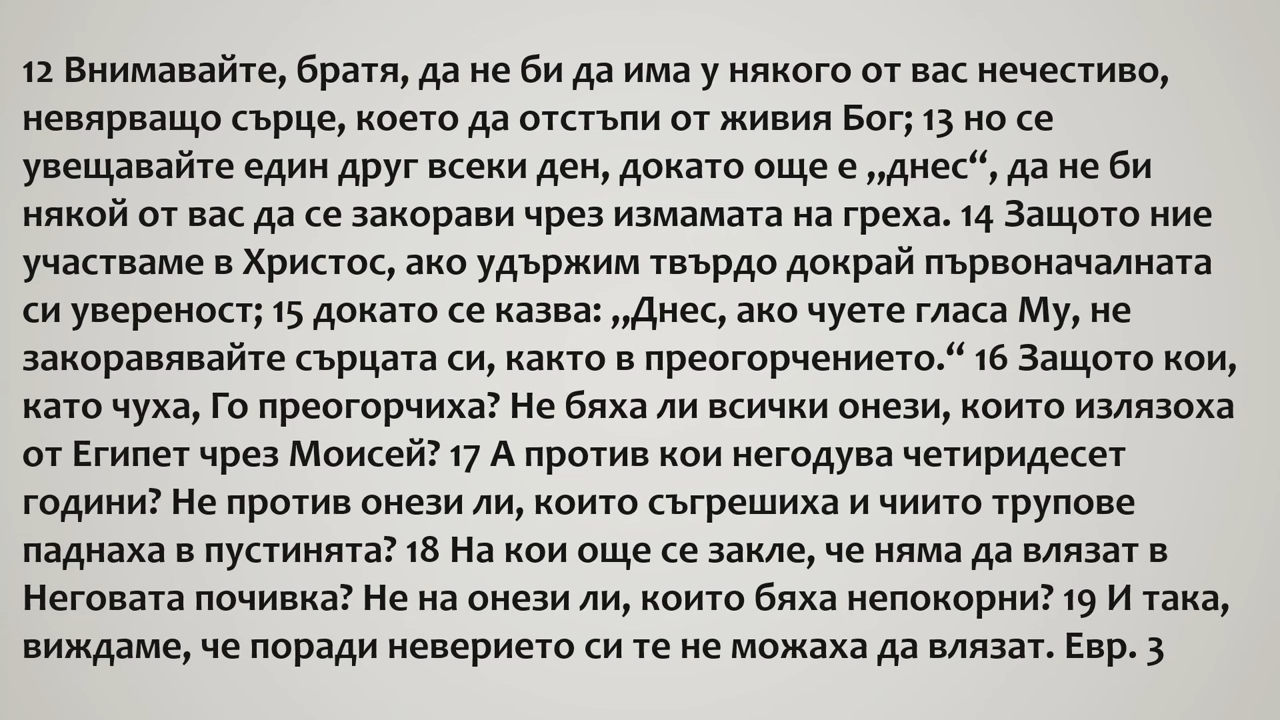 12 Внимавайте, братя, да не би да има у някого от вас нечестиво,
невярващо сърце, което да отстъпи от живия Бог; 13 но се
увещавайте един друг всеки ден, докато още е „днес“, да не би
някой от вас да се закорави чрез измамата на греха. 14 Защото ние
участваме в Христос, ако удържим твърдо докрай първоначалната
си увереност; 15 докато се казва: „Днес, ако чуете гласа Му, не
закоравявайте сърцата си, както в преогорчението.“ 16 Защото кои,
като чуха, Го преогорчиха? Не бяха ли всички онези, които излязоха
от Египет чрез Моисей? 17 А против кои негодува четиридесет
години? Не против онези ли, които съгрешиха и чиито трупове
паднаха в пустинята? 18 На кои още се закле, че няма да влязат в
Неговата почивка? Не на онези ли, които бяха непокорни? 19 И така,
виждаме, че поради неверието си те не можаха да влязат. Евр. 3